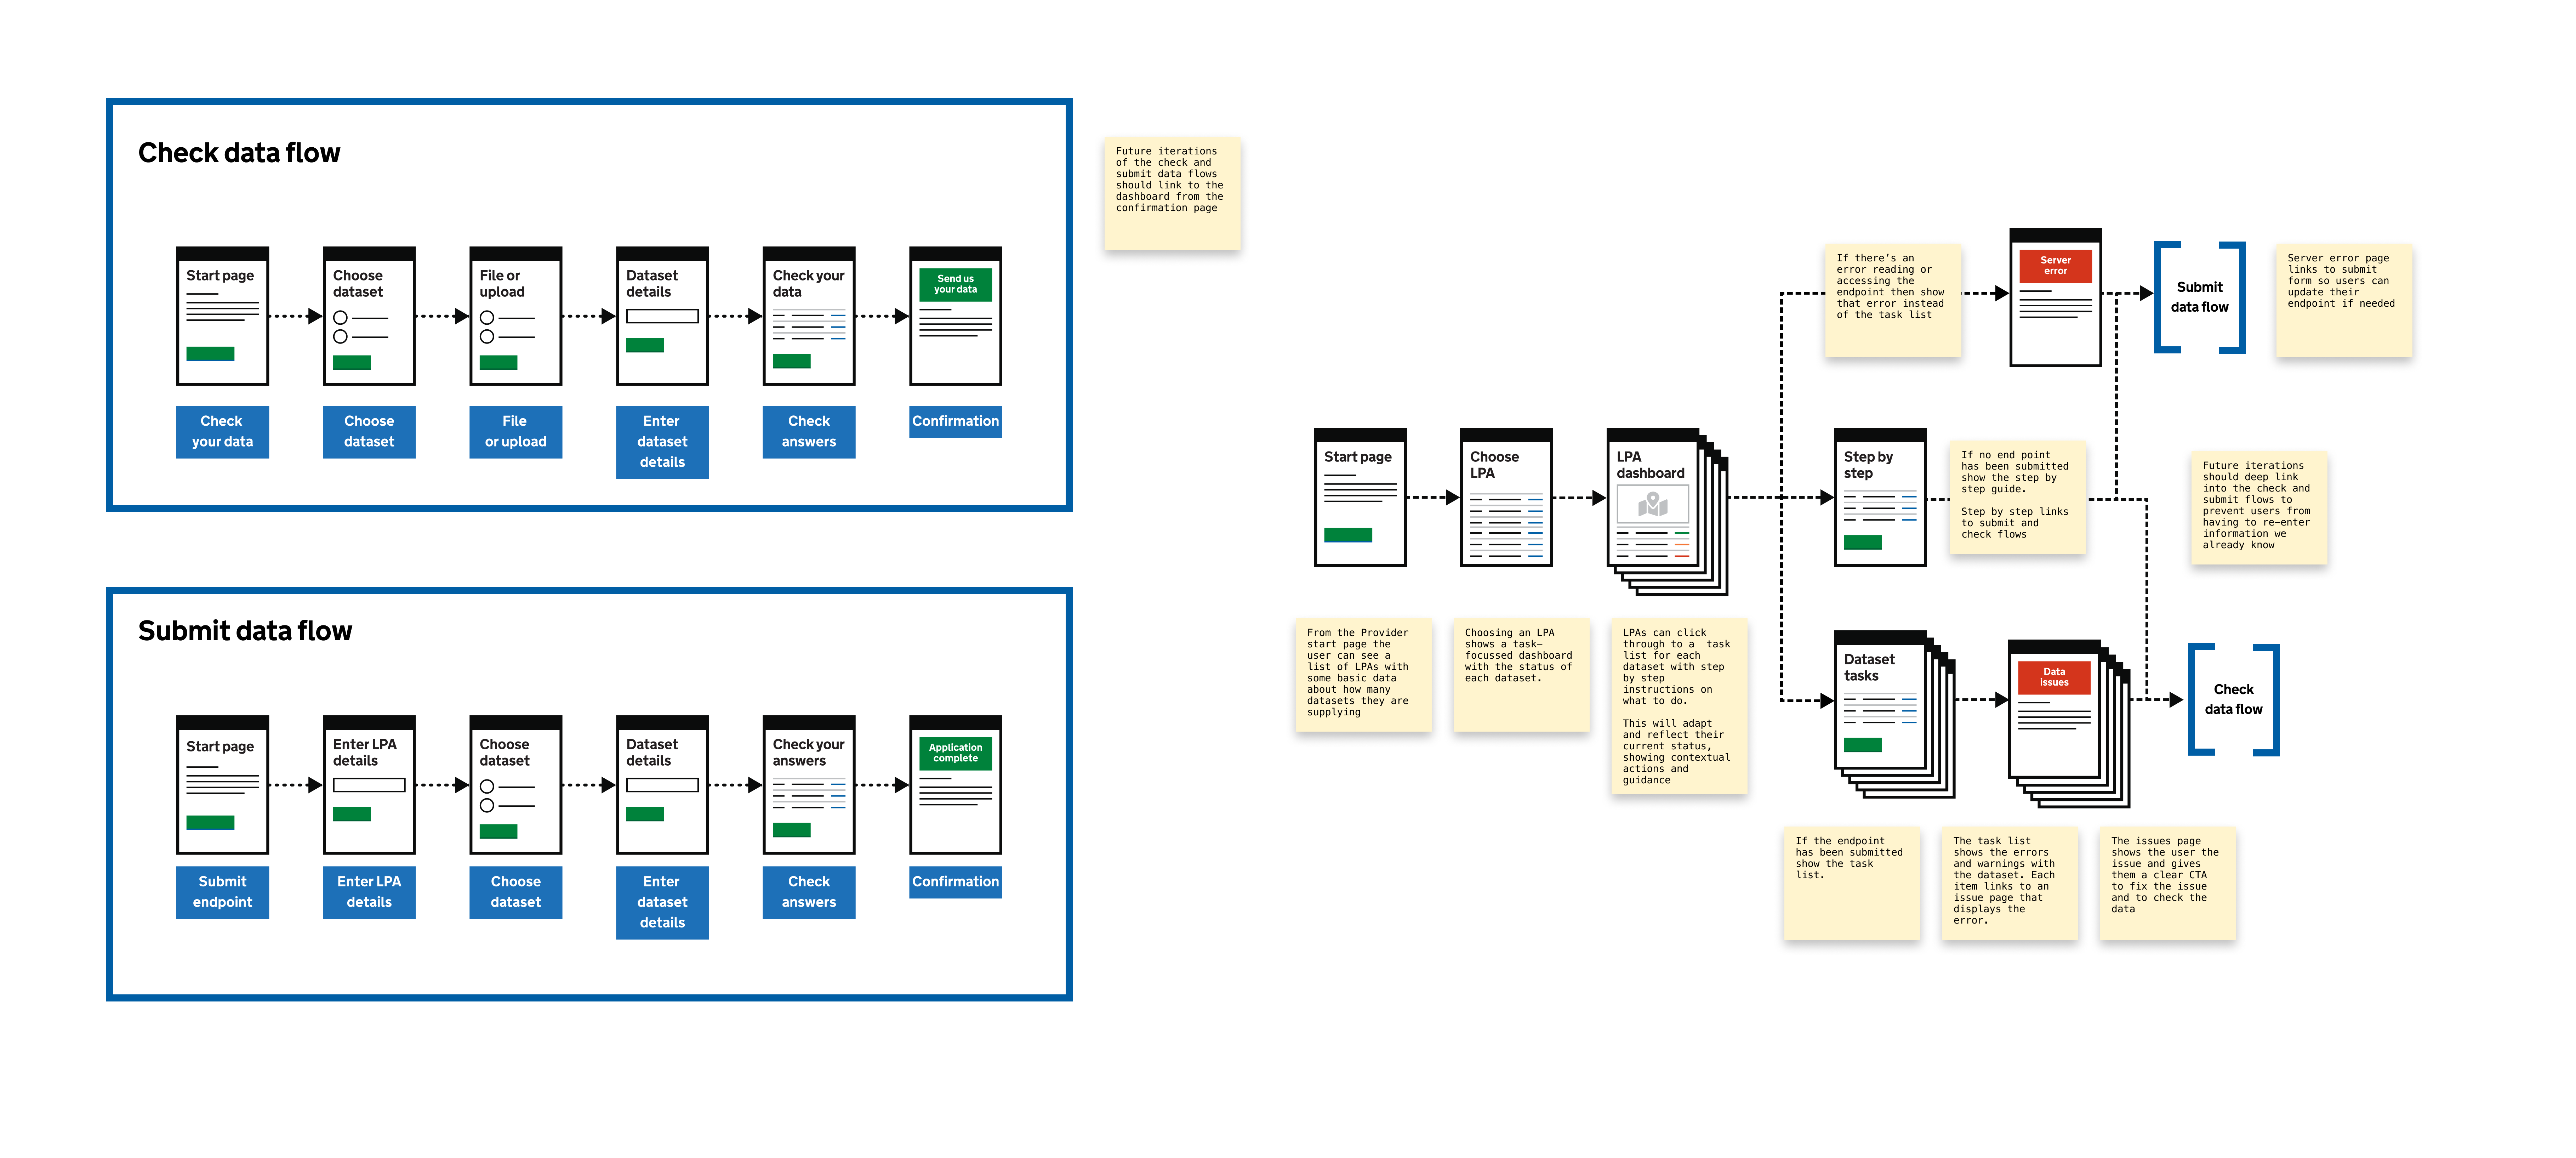 Check data flow
Start page
Choose
dataset
File or
upload
Dataset
details
Check your
data
Send us
your data
Check
your data
Choose
dataset
File
or upload
Enter
dataset
details
Check
answers
Confirmation
Submit data flow
Start page
Enter LPA
details
Choose
dataset
Dataset
details
Check your
answers
Application
complete
Submit
endpoint
Enter LPA
details
Choose
dataset
Enter
dataset
details
Check
answers
Confirmation
Future iterations
of the check and
submit data flows
should link to the
dashboard from the
confirmation page
If there's an
error reading or
accessing the
endpoint then show
that error instead
of the task list
Server
error
Submit
data flow
Server error page
links to submit
form so users can
update their
endpoint if needed
Start page
Choose
LPA
LPA
dashboard
Step by
step
If no end point
has been submitted
show the step by
step guide.
Step by step links
to submit and
check flows
Future iterations
should deep link
into the check and
submit flows to
prevent users from
having to re-enter
information we
already know
From the Provider
start page the
user can see a
list of LPAs with
some basic data
about how many
datasets they are
supplying
Choosing an LPA
shows a task-
focussed dashboard
with the status of
each dataset.
LPAs can click
through to a  task
list for each
dataset with step
by step
instructions on
what to do.
This will adapt
and reflect their
current status,
showing contextual
actions and
guidance
Dataset
tasks
Data
issues
Check
data flow
If the endpoint
has been submitted
show the task
list.
The task list
shows the errors
and warnings with
the dataset. Each
item links to an
issue page that
displays the
error.
The issues page
shows the user the
issue and gives
them a clear CTA
to fix the issue
and to check the
data